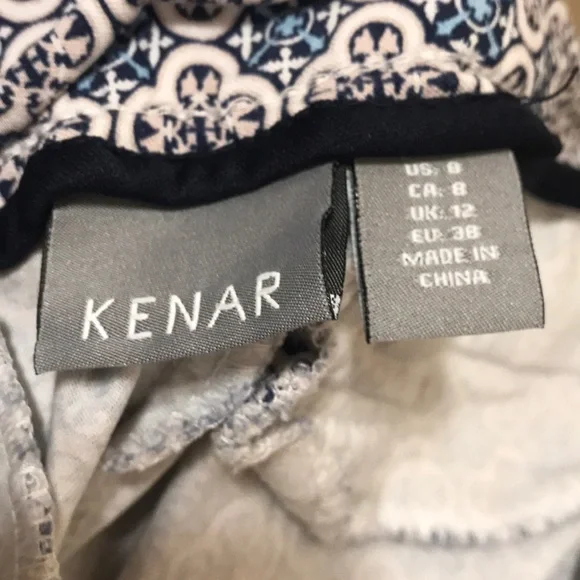 KENAR
US: 8
CA: 8
UK: 12
EU: 38
MADE IN
CHINA